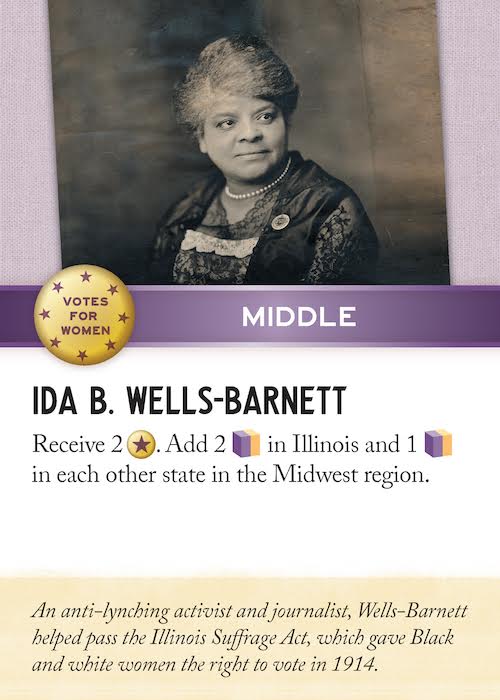 VOTES
FOR
WOMEN
MIDDLE
IDA B. WELLS-BARNETT
Receive 2 . Add 2 in Illinois and 1
in each other state in the Midwest region.
An anti-lynching activist and journalist, Wells-Barnett
helped pass the Illinois Suffrage Act, which gave Black
and white women the right to vote in 1914.